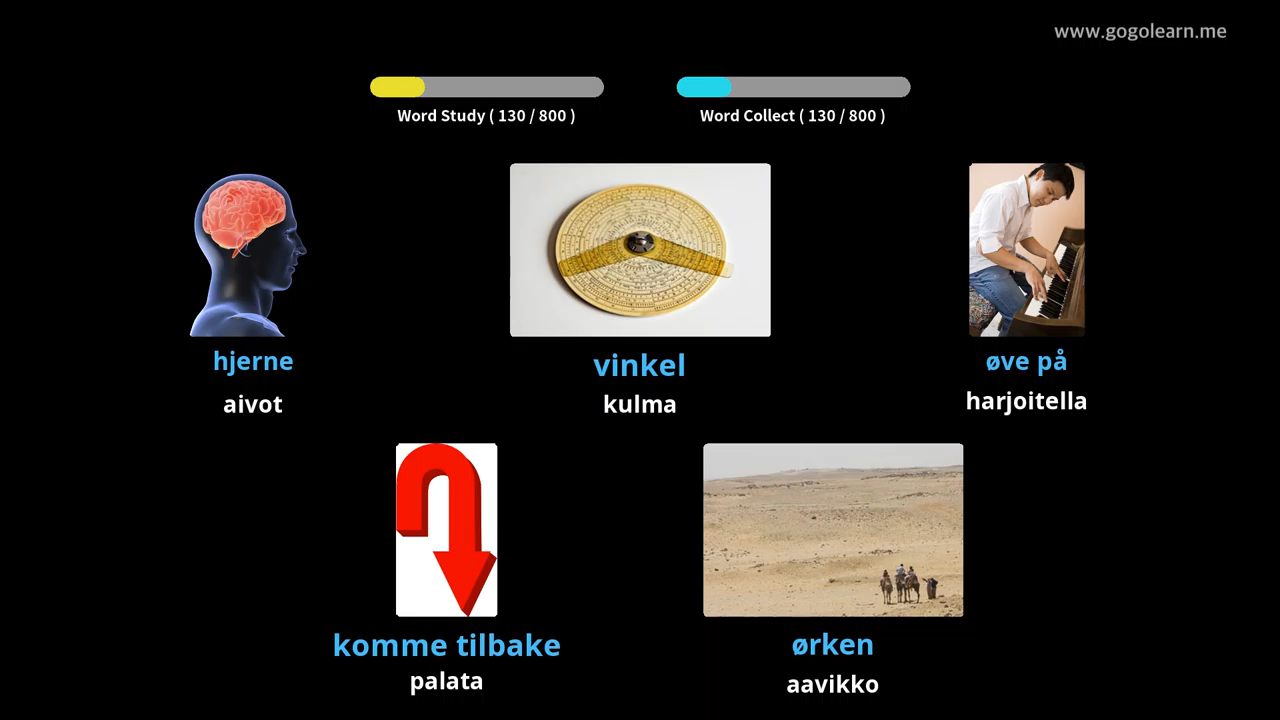 www.gogolearn.me
Word Study ( 130 / 800 )
Word Collect ( 130 / 800 )
hjerne
aivot
vinkel
kulma
øve på
harjoitella
komme tilbake
palata
ørken
aavikko